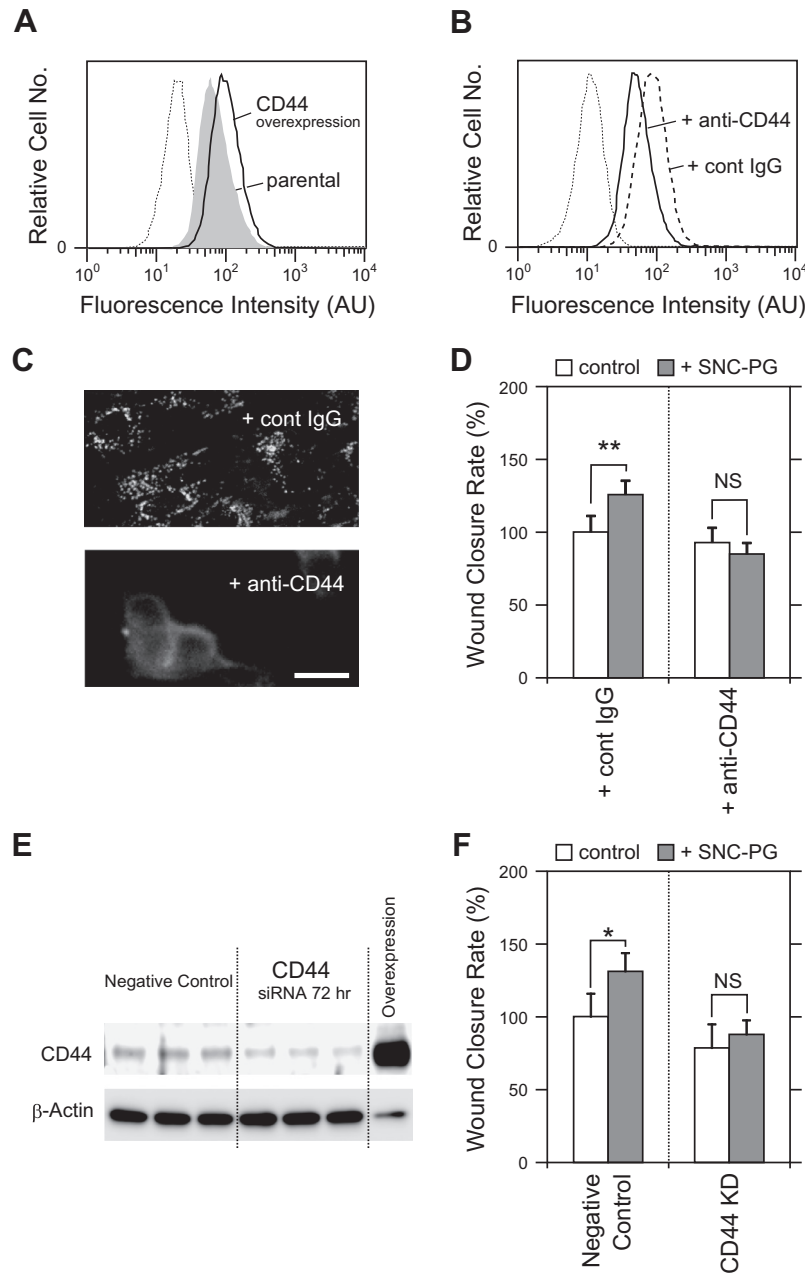 A
Relative Cell No.
0
CD44
overexpression
parental
10^0 10^1 10^2 10^3 10^4
Fluorescence Intensity (AU)
B
Relative Cell No.
0
+ anti-CD44
+ cont IgG
10^0 10^1 10^2 10^3 10^4
Fluorescence Intensity (AU)
C
+ cont IgG
+ anti-CD44
D
control + SNC-PG
Wound Closure Rate (%)
200
150
100
50
0
**
NS
+ cont IgG
+ anti-CD44
E
Negative Control
CD44
siRNA 72 hr
Overexpression
CD44
β-Actin
F
control + SNC-PG
Wound Closure Rate (%)
200
150
100
50
0
*
NS
Negative
Control
CD44 KD